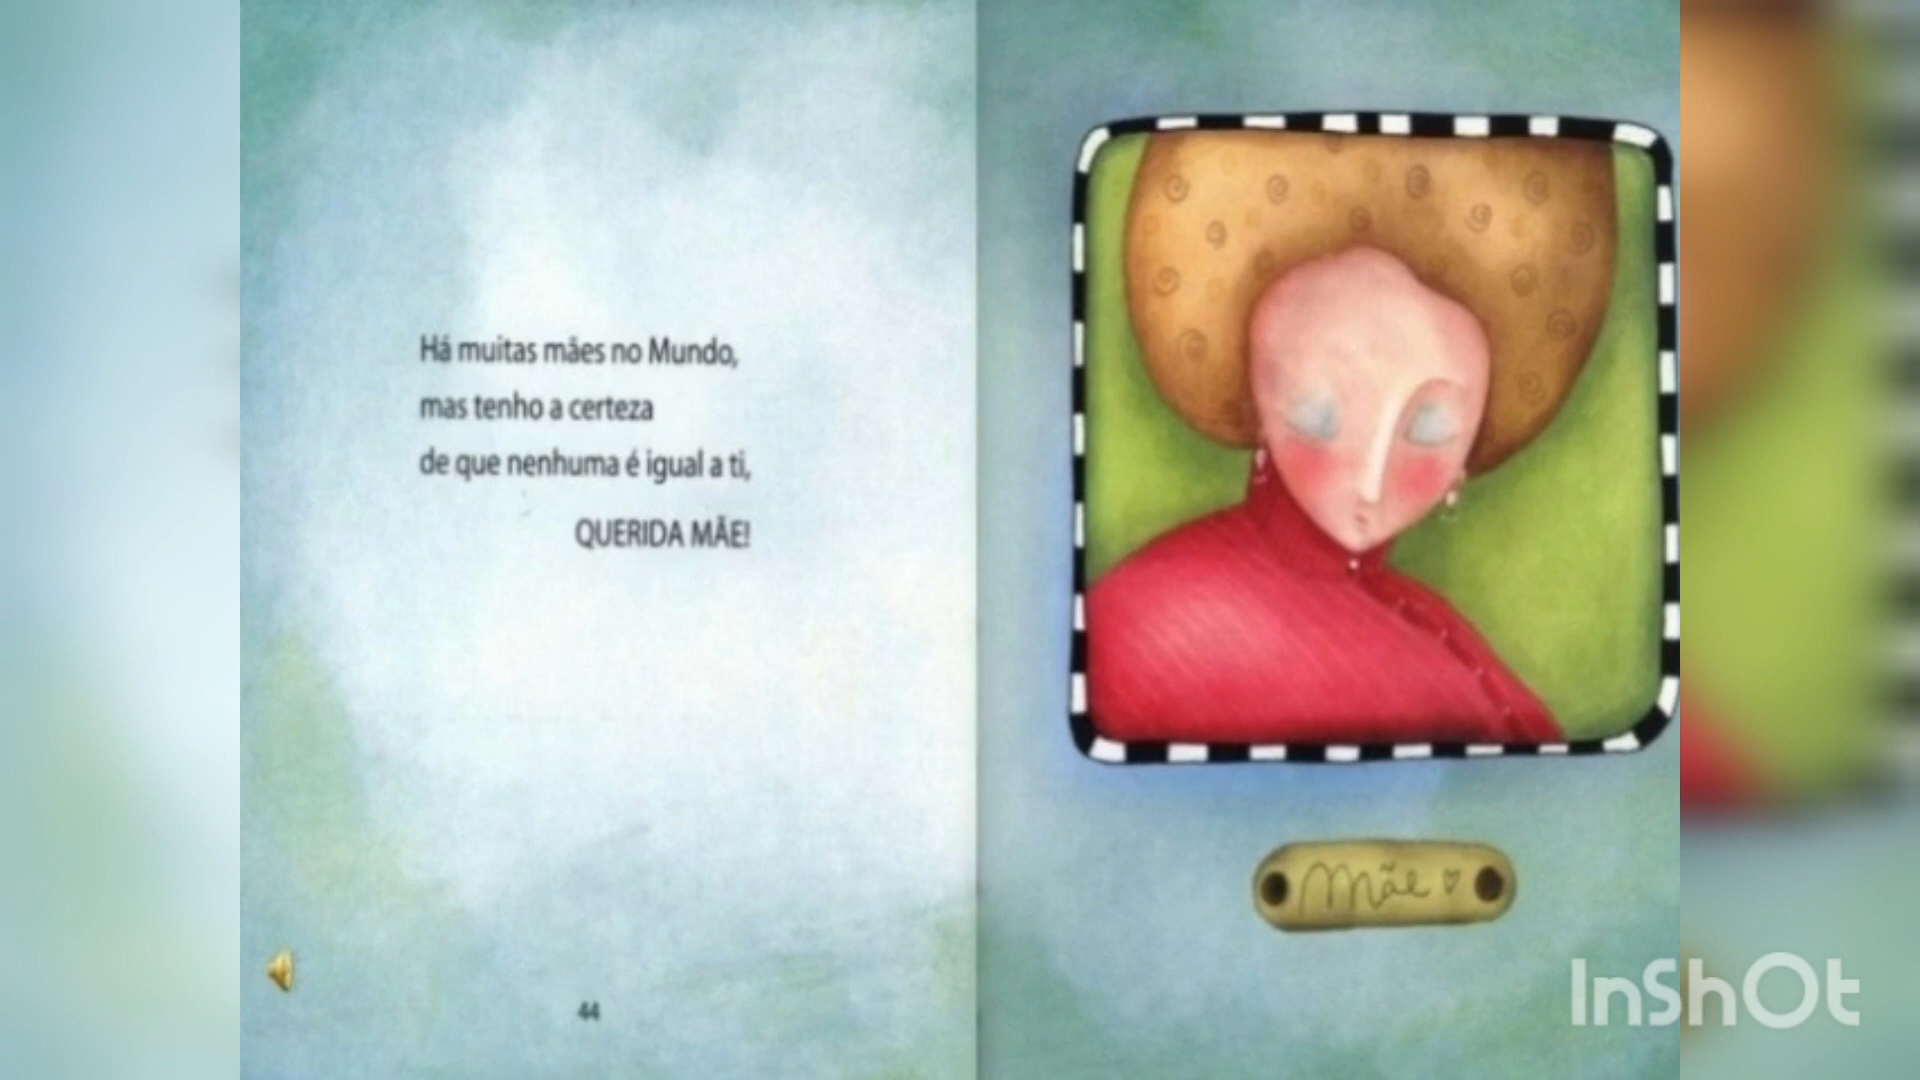 Há muitas mães no Mundo,
mas tenho a certeza
de que nenhuma é igual a ti,
QUERIDA MÃE!
44
Mãe
InShOt